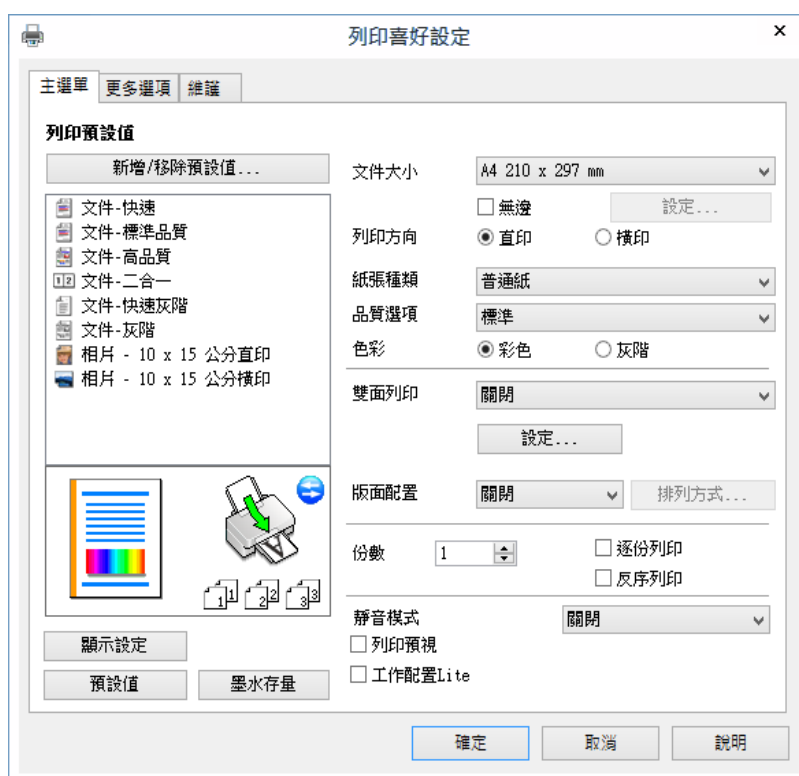 列印喜好設定
×
主選單 更多選項 維護
列印預設值
新增/移除預設值...
文件-快速
文件-標準品質
文件-高品質
1 2 文件-二合一
文件-快速灰階
文件-灰階
相片 - 10 x 15 公分直印
相片 - 10 x 15 公分橫印
1 1 2 2 3 3
顯示設定
預設值 墨水存量
文件大小 A4 210 x 297 mm
無邊 設定...
列印方向 直印 橫印
紙張種類 普通紙
品質選項 標準
色彩 彩色 灰階
雙面列印 關閉
設定...
版面配置 關閉 排列方式...
份數 1 逐份列印
反序列印
靜音模式 關閉
列印預視
工作配置Lite
確定 取消 說明